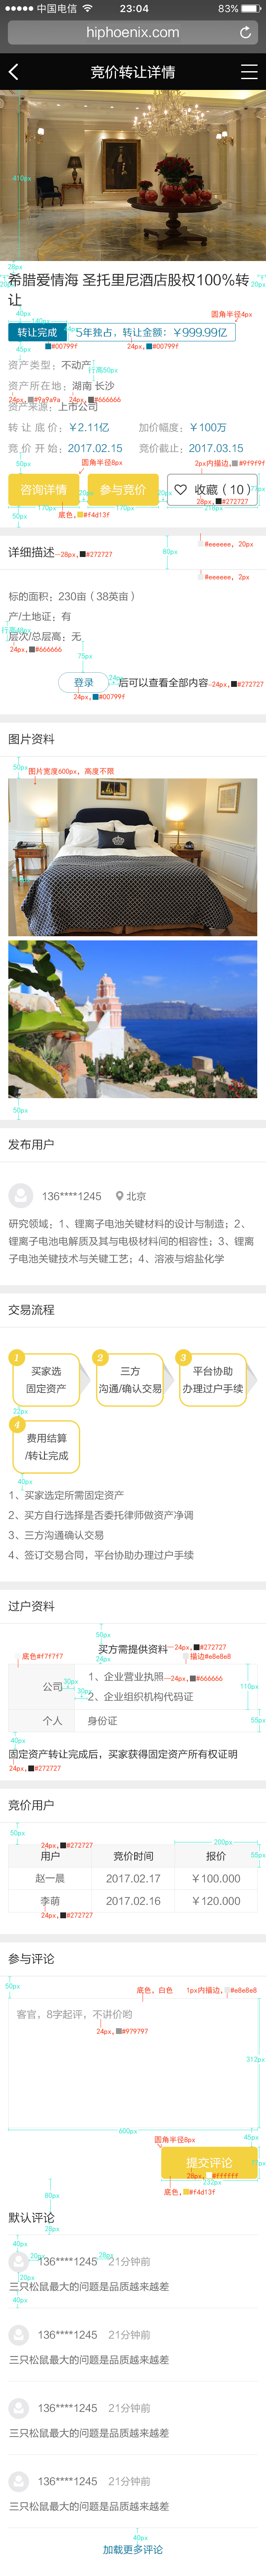 中国电信 23:04 83%
hiphoenix.com
竞价转让详情
410px
28px
20px 希腊爱情海 圣托里尼酒店股权100%转 20px
让
40px 圆角半径4px
140px
转让完成 5年独占，转让金额：￥999.99亿
45px #00799f 24px, #00799f
资产类型：不动产 行高50px
资产所在地：湖南 长沙
24px, #9a9a9a 24px, #666666
资产来源：上市公司
转让底价：￥2.11亿 加价幅度：￥100万
竞价开始：2017.02.15 竞价截止：2017.03.15
50px 圆角半径8px 2px内描边, #9f9f9f
咨询详情 20px 参与竞价 20px 收藏（10）
170px 170px 28px, #272727
50px 底色, #f4d13f 218px
#eeeeee, 20px
详细描述 28px, #272727 80px
#eeeeee, 2px
标的面积：230亩（38英亩）
产/土地证：有
层次/总层高：无
24px, #666666
75px
登录 24px 后可以查看全部内容 24px, #272727
24px, #00799f
图片资料
50px 图片宽度600px，高度不限
50px
发布用户
136****1245 北京
研究领域：1、锂离子电池关键材料的设计与制造；2、
锂离子电池电解质及其与电极材料间的相容性；3、锂离
子电池关键技术与关键工艺；4、溶液与熔盐化学
交易流程
1 2 3
买家选 三方 平台协助
固定资产 沟通/确认交易 办理过户手续
22px 4
费用结算
/转让完成
40px
1、买家选定所需固定资产
2、买方自行选择是否委托律师做资产净调
3、三方沟通确认交易
4、签订交易合同，平台协助办理过户手续
过户资料
50px
买方需提供资料 24px, #272727
底色#f7f7f7 24px 描边#e8e8e8
公司 30px 1、企业营业执照 24px, #666666 110px
30px 2、企业组织机构代码证
个人 身份证 55px
40px
固定资产转让完成后，买家获得固定资产所有权证明
24px, #272727
竞价用户
50px 24px, #272727 200px
用户 竞价时间 报价 55px
赵一晨 2017.02.17 ￥100.000
李萌 2017.02.16 ￥120.000
24px, #272727
参与评论
50px 底色，白色 1px内描边, #e8e8e8
客官，8字起评，不讲价哟
24px, #979797
312px
600px
圆角半径8px 45px
提交评论
28px, #ffffff
232px
底色, #f4d13f
80px
默认评论 28px
40px
20px 136****1245 28px 21分钟前
20px
三只松鼠最大的问题是品质越来越差
40px
136****1245 21分钟前
三只松鼠最大的问题是品质越来越差
136****1245 21分钟前
三只松鼠最大的问题是品质越来越差
136****1245 21分钟前
三只松鼠最大的问题是品质越来越差
40px
加载更多评论